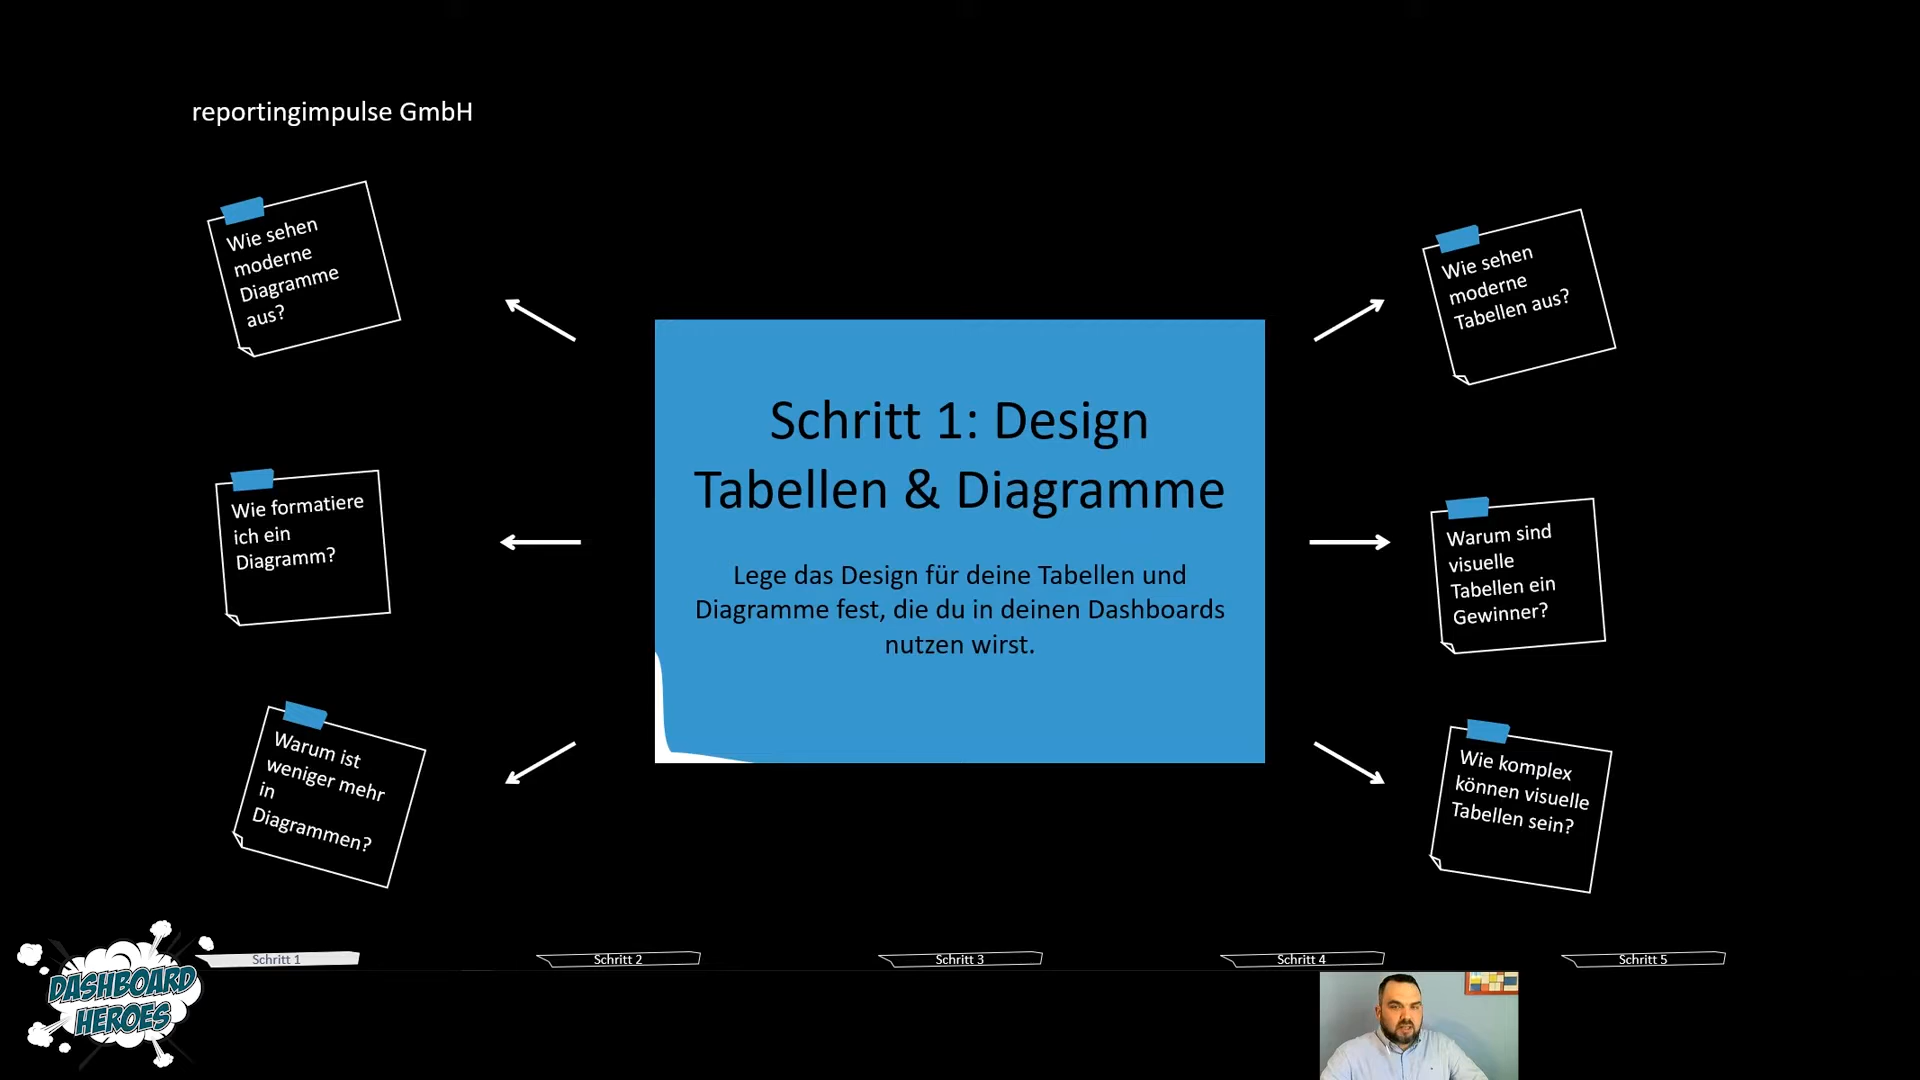 reportingimpulse GmbH
Wie sehen
moderne
Diagramme
aus?
Wie formatiere
ich ein
Diagramm?
Warum ist
weniger mehr
in
Diagrammen?
Schritt 1: Design
Tabellen & Diagramme
Lege das Design für deine Tabellen und
Diagramme fest, die du in deinen Dashboards
nutzen wirst.
Wie sehen
moderne
Tabellen aus?
Warum sind
visuelle
Tabellen ein
Gewinner?
Wie komplex
können visuelle
Tabellen sein?
Schritt 1
Schritt 2
Schritt 3
Schritt 4
Schritt 5
DASHBOARD
HEROES